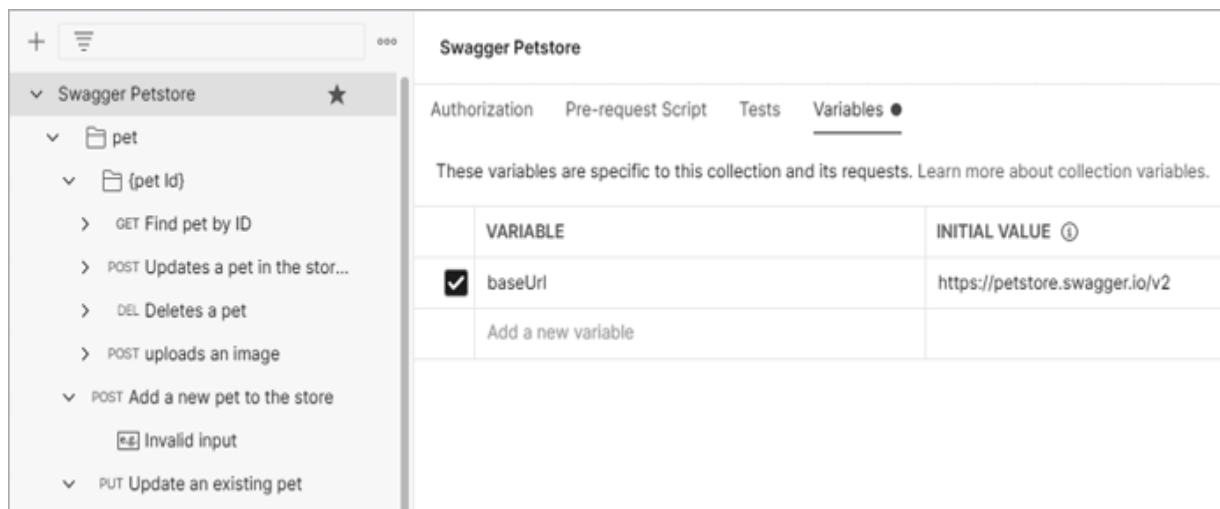 Swagger Petstore
pet
{pet Id}
GET Find pet by ID
POST Updates a pet in the stor...
DEL Deletes a pet
POST uploads an image
POST Add a new pet to the store
e.g. Invalid input
PUT Update an existing pet
Swagger Petstore
Authorization Pre-request Script Tests Variables
These variables are specific to this collection and its requests. Learn more about collection variables.
VARIABLE INITIAL VALUE
baseUrl https://petstore.swagger.io/v2
Add a new variable